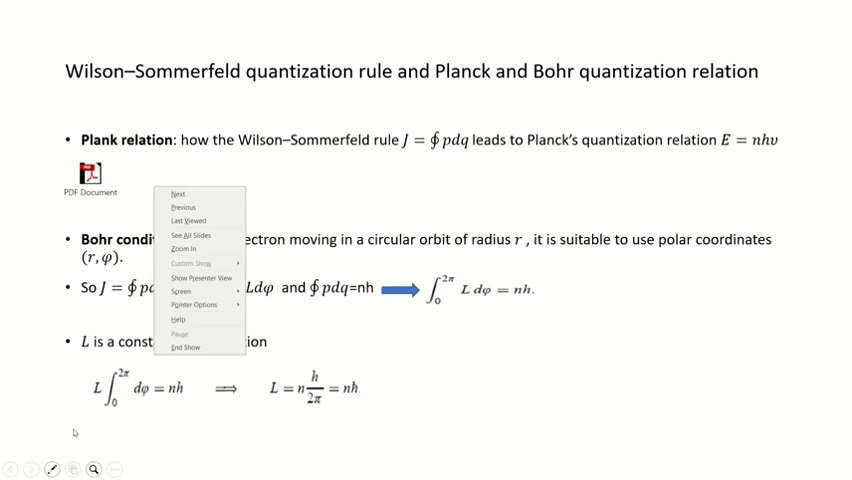 Wilson–Sommerfeld quantization rule and Planck and Bohr quantization relation
• Plank relation: how the Wilson–Sommerfeld rule J = ∮ pdq leads to Planck's quantization relation E = nhυ
PDF Document
Next
Previous
Last Viewed
See All Slides
Zoom In
Custom Show
Show Presenter View
Screen
Pointer Options
Help
Pause
End Show
• Bohr condi ectron moving in a circular orbit of radius r , it is suitable to use polar coordinates
(r, φ).
• So J = ∮ p Ldφ and ∮ pdq=nh ∫₀^2π L dφ = nh.
• L is a const ion
L ∫₀^2π dφ = nh ⟹ L = n h/2π = nħ.